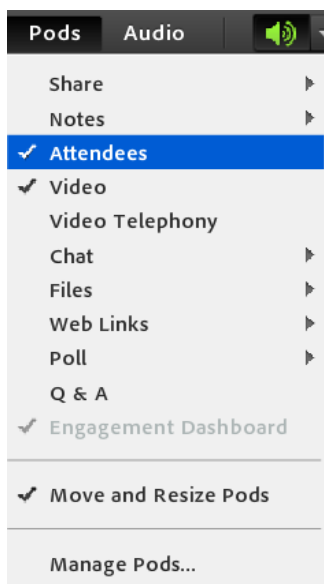 Pods Audio
Share
Notes
Attendees
Video
Video Telephony
Chat
Files
Web Links
Poll
Q & A
Engagement Dashboard
Move and Resize Pods
Manage Pods...